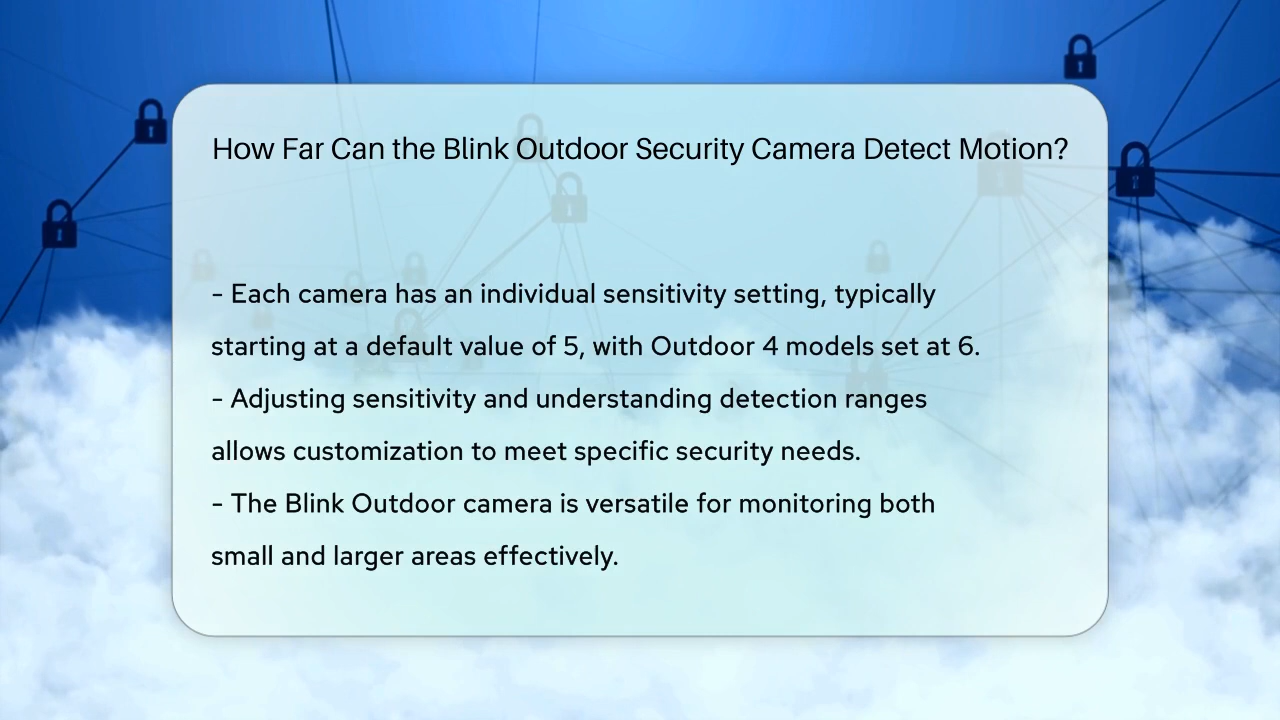 How Far Can the Blink Outdoor Security Camera Detect Motion?
- Each camera has an individual sensitivity setting, typically
starting at a default value of 5, with Outdoor 4 models set at 6.
- Adjusting sensitivity and understanding detection ranges
allows customization to meet specific security needs.
- The Blink Outdoor camera is versatile for monitoring both
small and larger areas effectively.